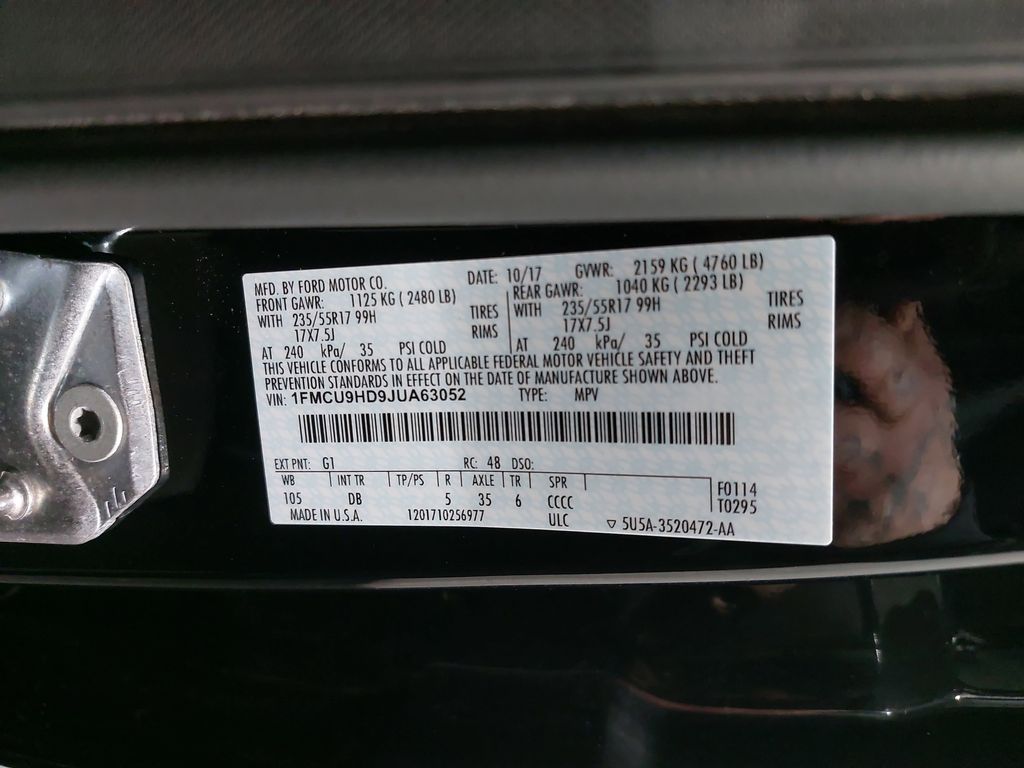 MFD. BY FORD MOTOR CO. DATE: 10/17 GVWR: 2159 KG ( 4760 LB)
FRONT GAWR: 1125 KG ( 2480 LB) REAR GAWR: 1040 KG ( 2293 LB)
WITH 235/55R17 99H TIRES WITH 235/55R17 99H TIRES
17X7.5J RIMS 17X7.5J RIMS
AT 240 kPa/ 35 PSI COLD AT 240 kPa/ 35 PSI COLD
THIS VEHICLE CONFORMS TO ALL APPLICABLE FEDERAL MOTOR VEHICLE SAFETY AND THEFT
PREVENTION STANDARDS IN EFFECT ON THE DATE OF MANUFACTURE SHOWN ABOVE.
VIN: 1FMCU9HD9JUA63052 TYPE: MPV
EXT PNT: G1 RC: 48 DSO:
WB INT TR TP/PS R AXLE TR SPR
105 DB 5 35 6 CCCC F0114
T0295
MADE IN U.S.A. 1201710256977 ULC ▽ 5U5A-3520472-AA